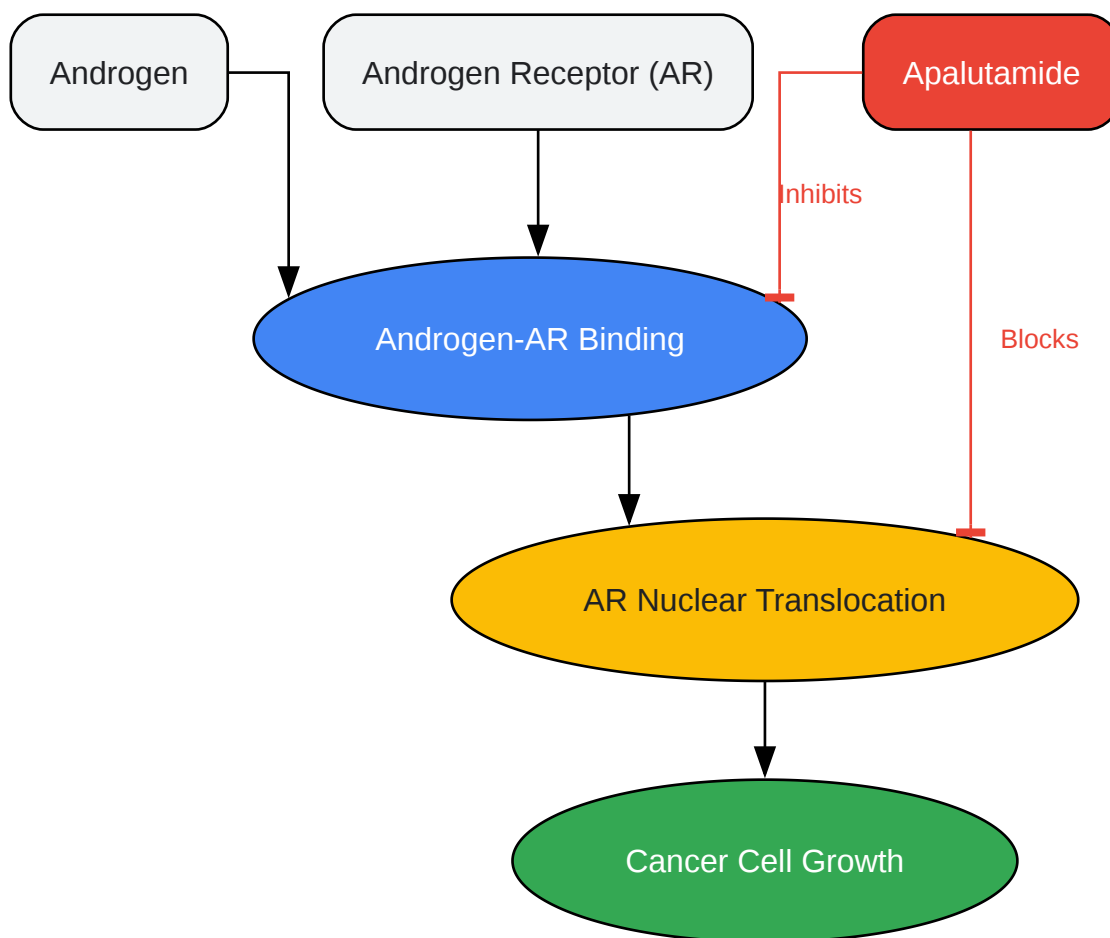 Androgen
Androgen Receptor (AR)
Apalutamide
Inhibits
Androgen-AR Binding
Blocks
AR Nuclear Translocation
Cancer Cell Growth